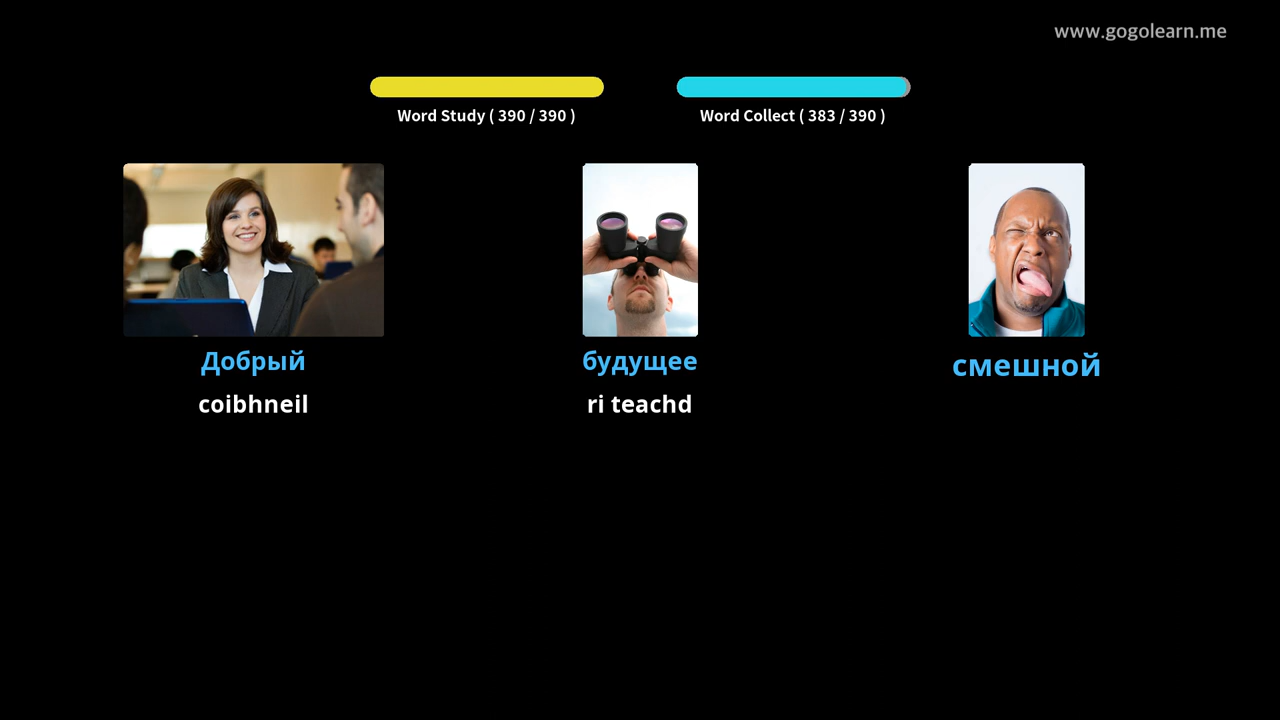 www.gogolearn.me
Word Study ( 390 / 390 )
Word Collect ( 383 / 390 )
Добрый
будущее
смешной
coibhneil
ri teachd